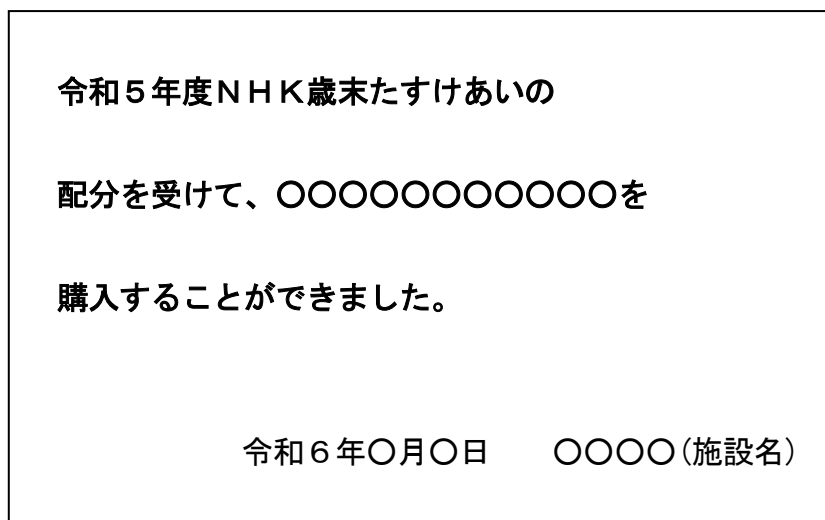 令和５年度ＮＨＫ歳末たすけあいの
配分を受けて、〇〇〇〇〇〇〇〇〇〇〇を
購入することができました。
令和６年〇月〇日　　〇〇〇〇(施設名)